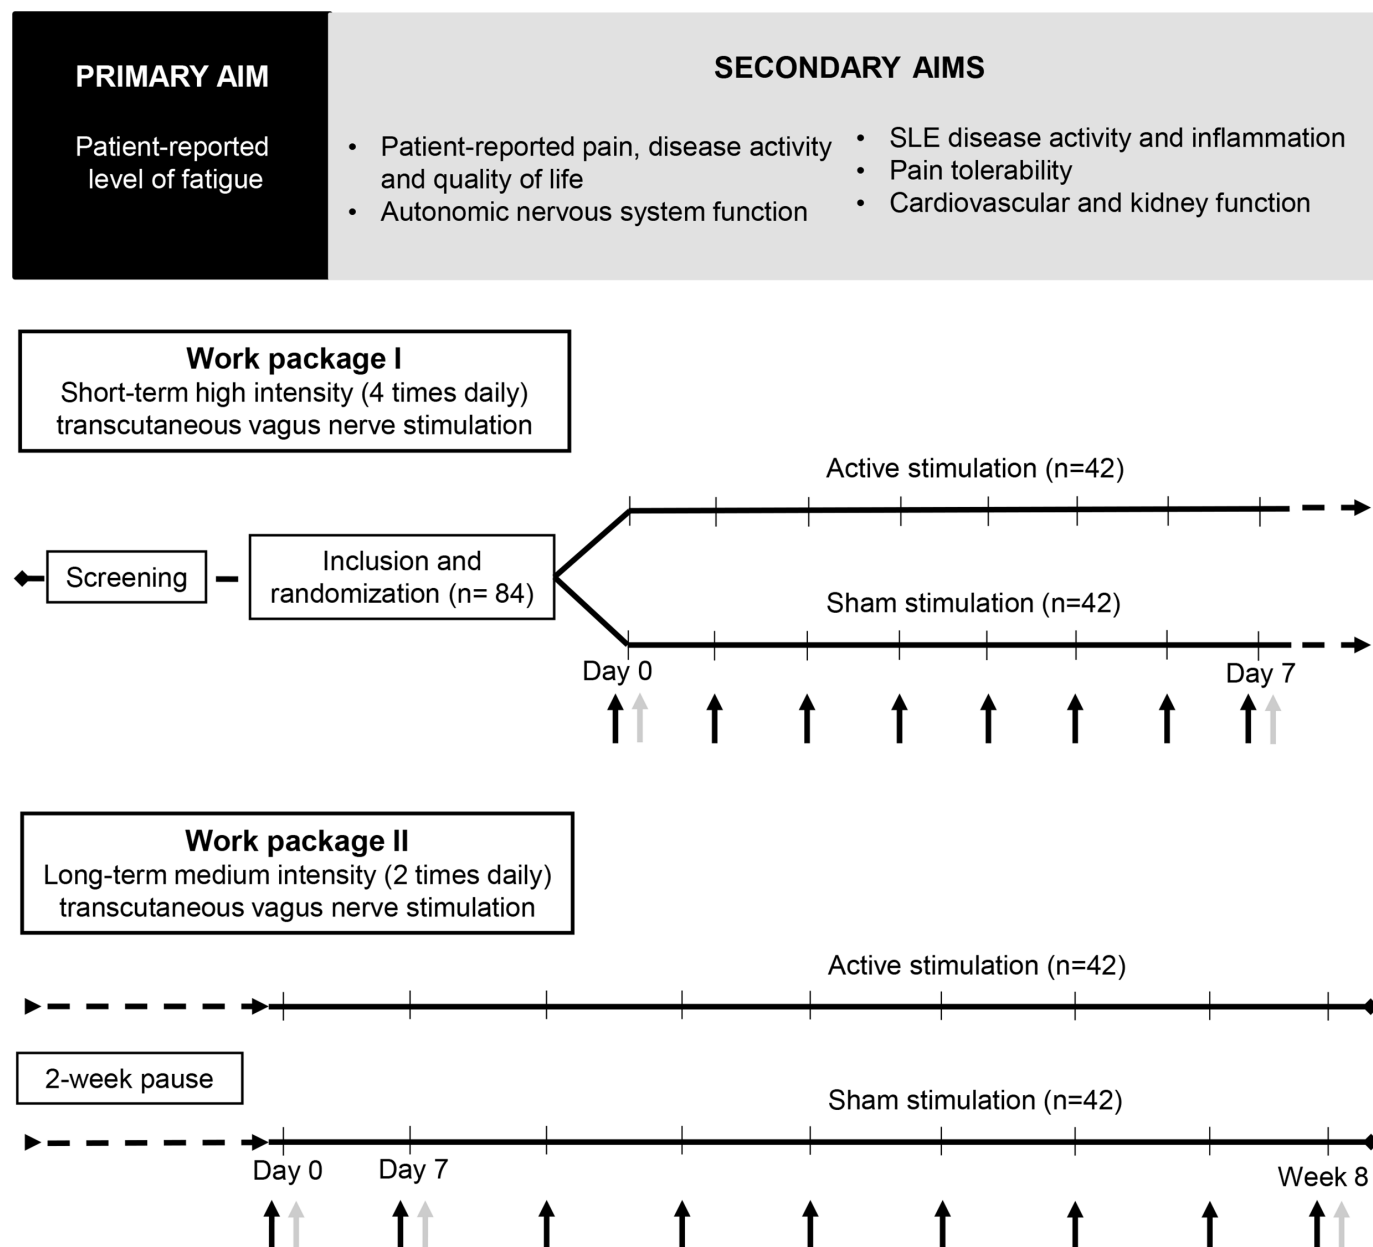 PRIMARY AIM
Patient-reported
level of fatigue
SECONDARY AIMS
• Patient-reported pain, disease activity
and quality of life
• Autonomic nervous system function
• SLE disease activity and inflammation
• Pain tolerability
• Cardiovascular and kidney function
Work package I
Short-term high intensity (4 times daily)
transcutaneous vagus nerve stimulation
Active stimulation (n=42)
Screening
Inclusion and
randomization (n= 84)
Sham stimulation (n=42)
Day 0
Day 7
Work package II
Long-term medium intensity (2 times daily)
transcutaneous vagus nerve stimulation
Active stimulation (n=42)
2-week pause
Sham stimulation (n=42)
Day 0
Day 7
Week 8